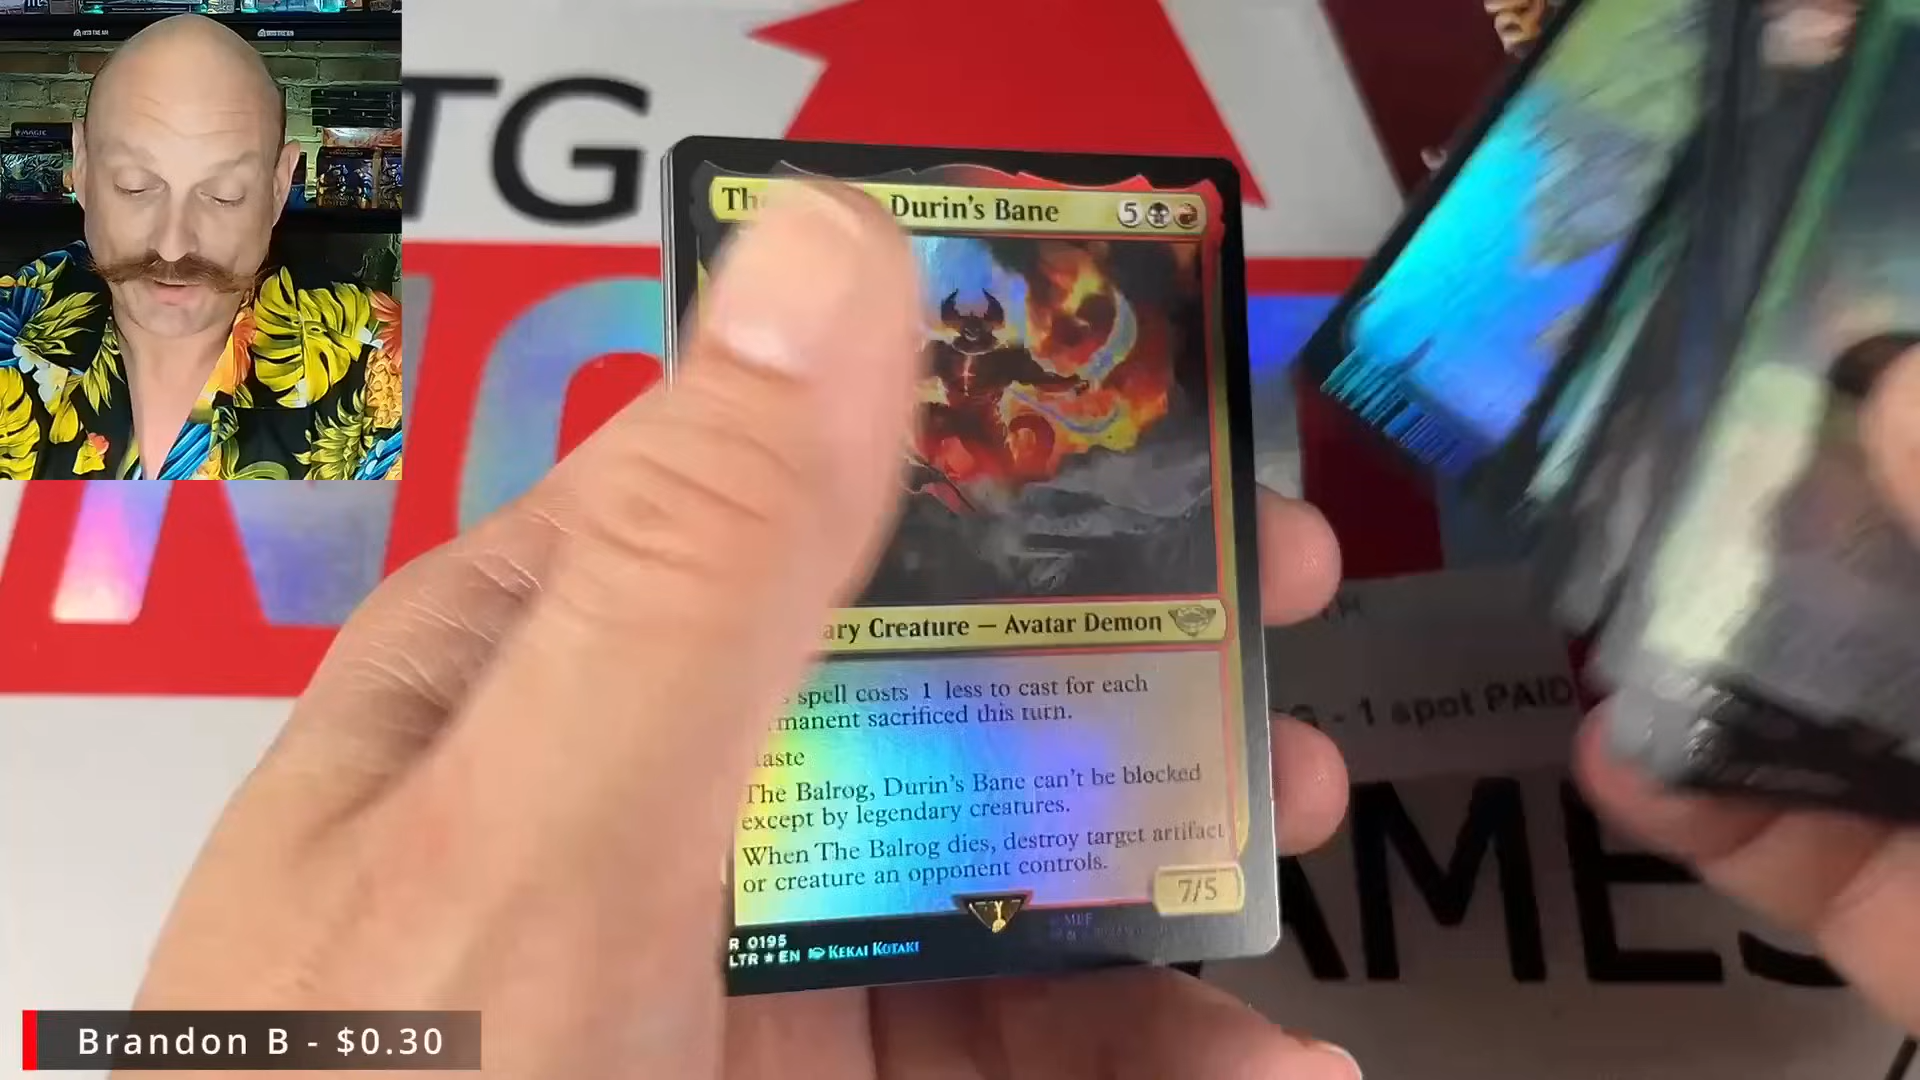 MAGIC
TG
Th Durin's Bane 5
ary Creature — Avatar Demon
spell costs 1 less to cast for each
manent sacrificed this turn.
aste
The Balrog, Durin's Bane can't be blocked
except by legendary creatures.
When The Balrog dies, destroy target artifact
or creature an opponent controls.
7/5
R 0195
LTR★EN KEKAI KOTAKI
G - 1 spot PAID
AMES
Brandon B - $0.30